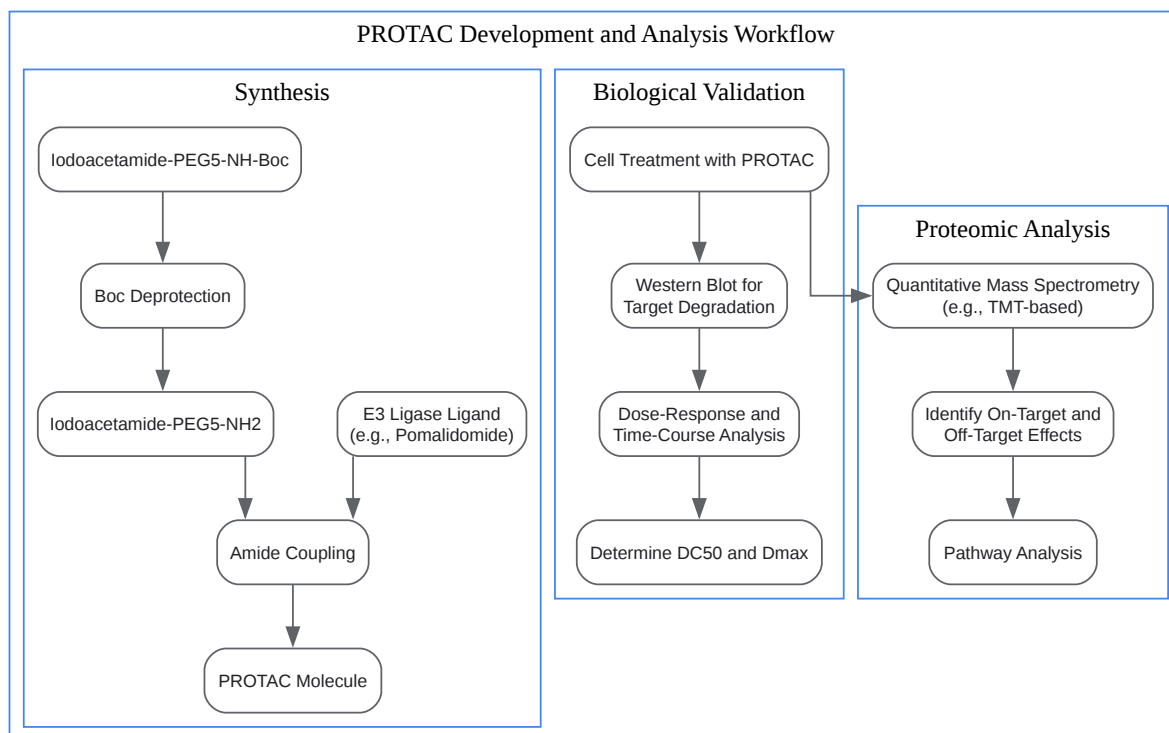 PROTAC Development and Analysis Workflow
Synthesis
Iodoacetamide-PEG5-NH-Boc
Boc Deprotection
Iodoacetamide-PEG5-NH2
E3 Ligase Ligand
(e.g., Pomalidomide)
Amide Coupling
PROTAC Molecule
Biological Validation
Cell Treatment with PROTAC
Western Blot for
Target Degradation
Dose-Response and
Time-Course Analysis
Determine DC50 and Dmax
Proteomic Analysis
Quantitative Mass Spectrometry
(e.g., TMT-based)
Identify On-Target and
Off-Target Effects
Pathway Analysis